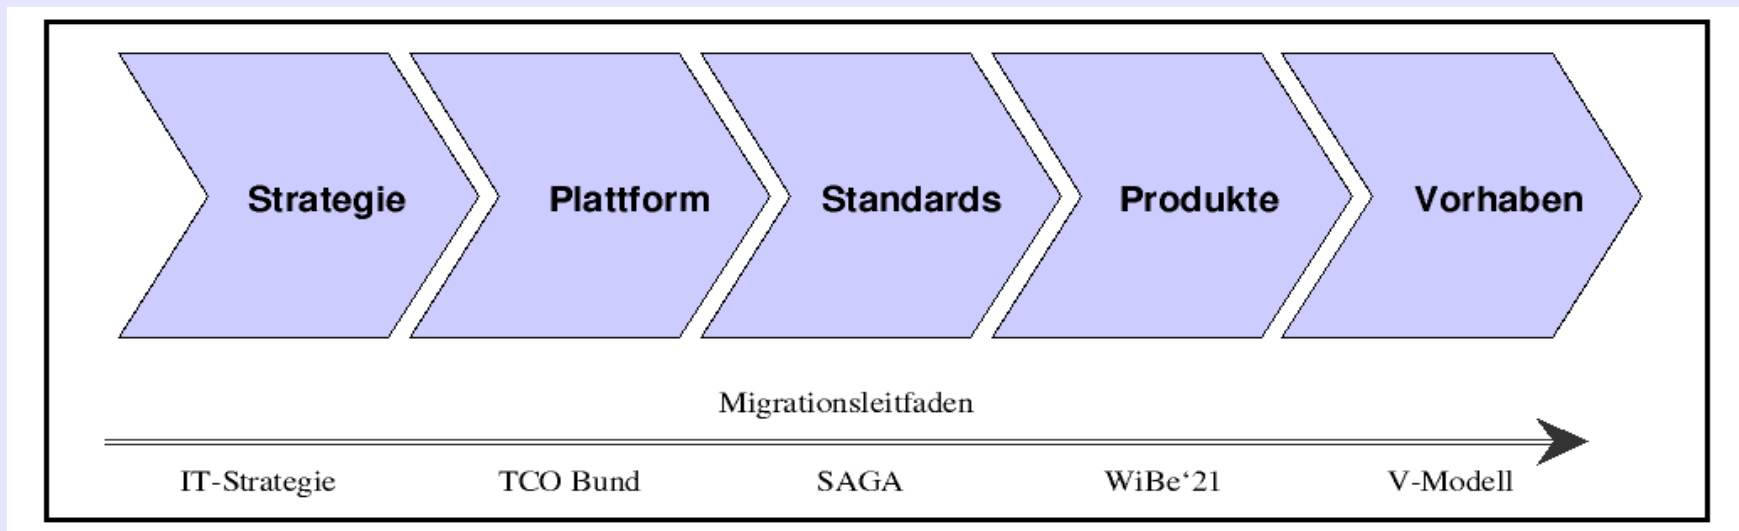 Strategie Plattform Standards Produkte Vorhaben
Migrationsleitfaden
IT-Strategie TCO Bund SAGA WiBe‘21 V-Modell